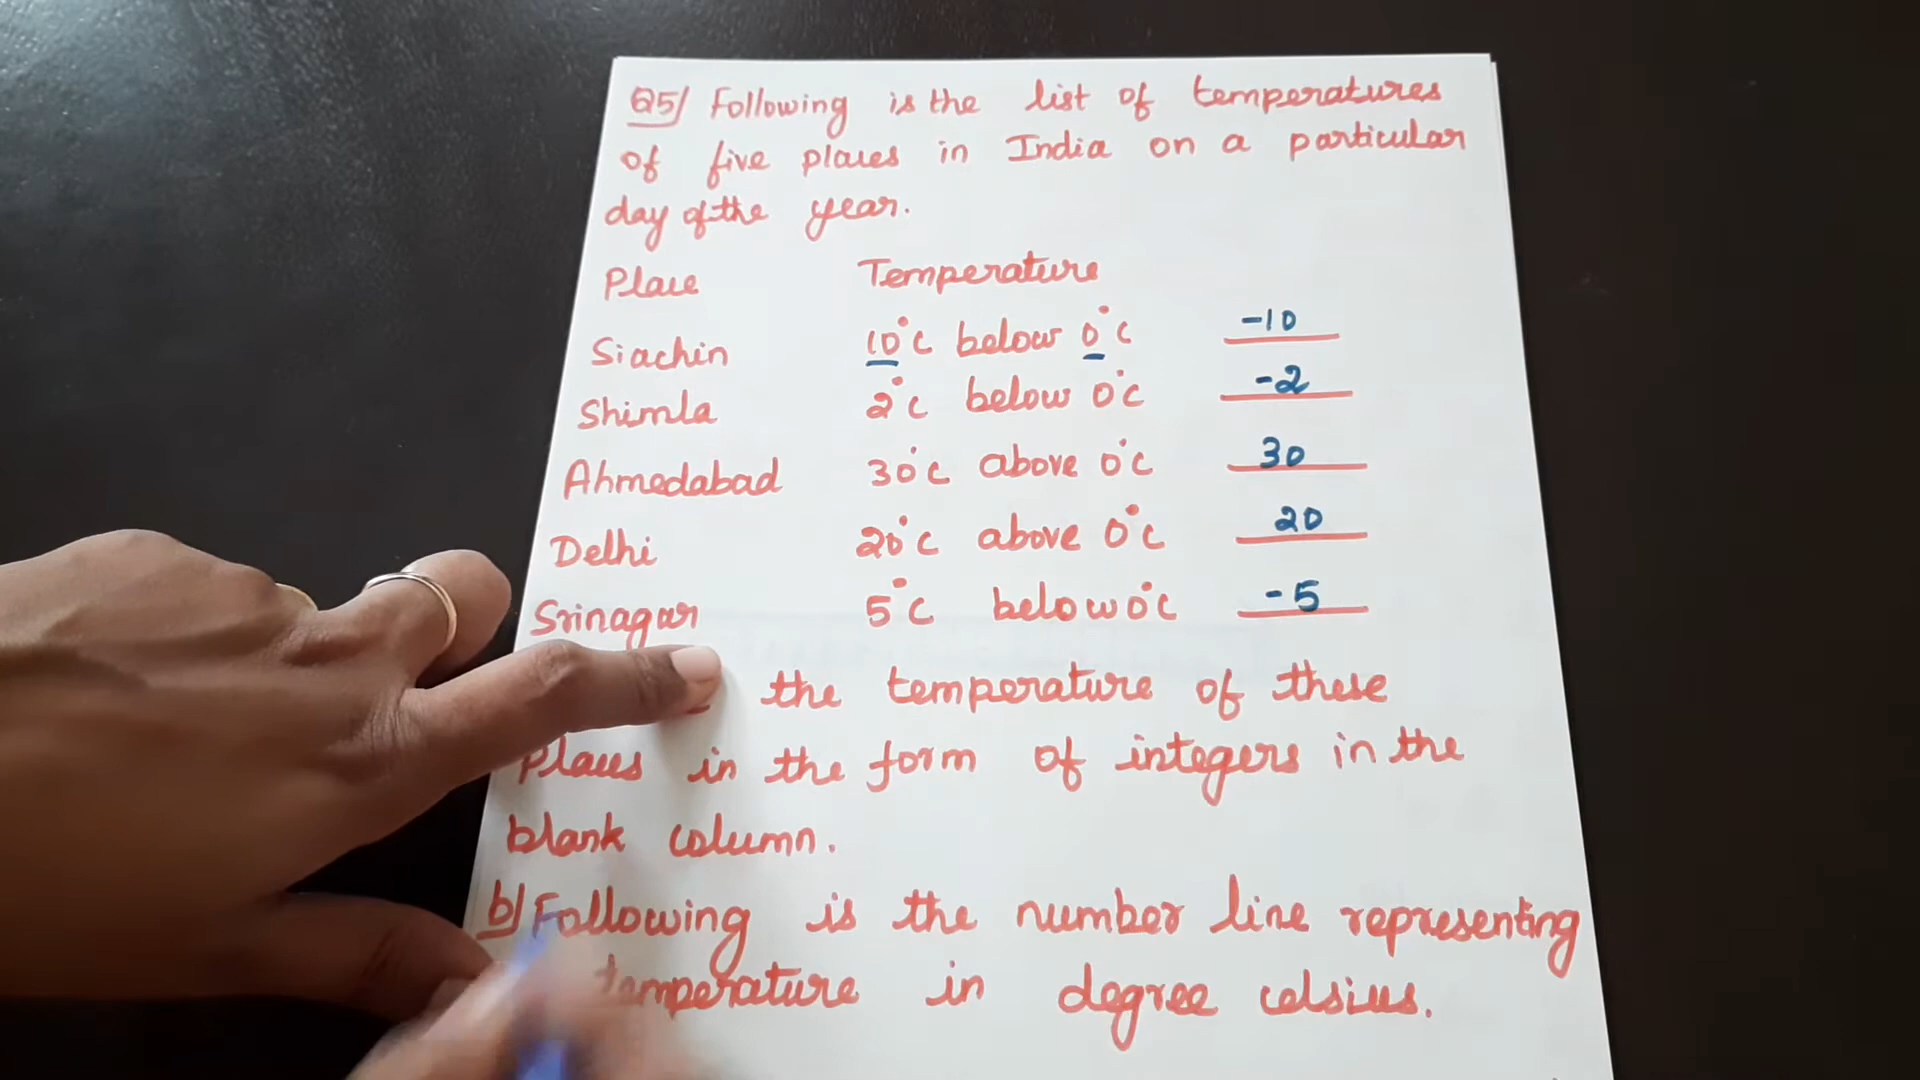 Q5/ Following is the list of temperatures
of five places in India on a particular
day of the year.
Place Temperature
Siachin 10°C below 0°C -10
Shimla 2°C below 0°C -2
Ahmedabad 30°C above 0°C 30
Delhi 20°C above 0°C 20
Srinagar 5°C below 0°C -5
the temperature of these
places in the form of integers in the
blank column.
b/ Following is the number line representing
temperature in degree celsius.